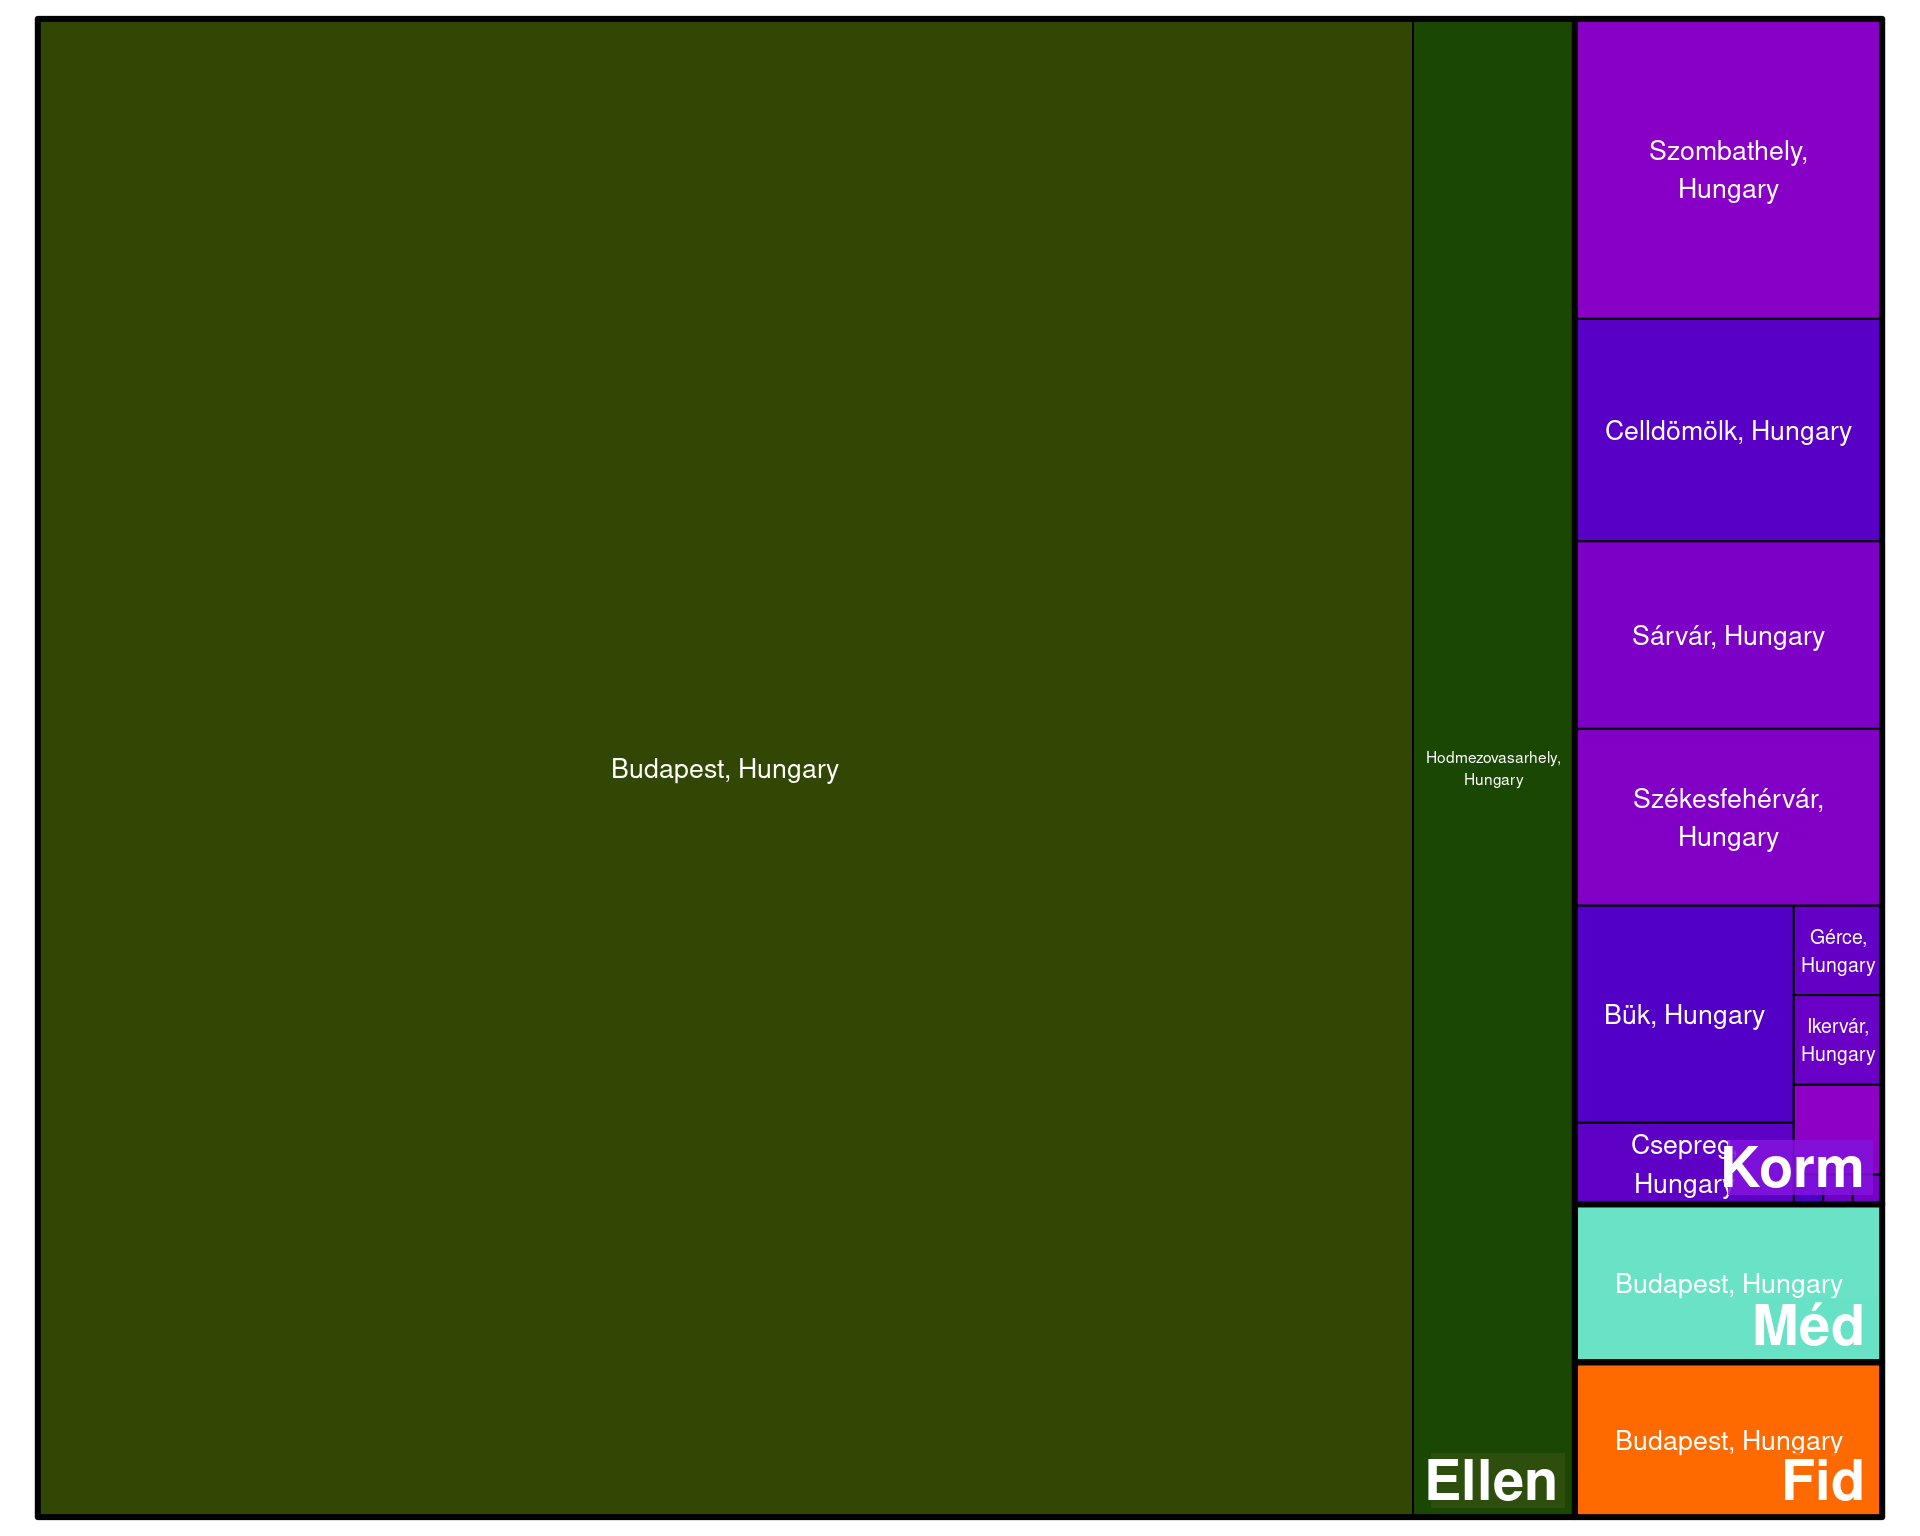 Budapest, Hungary
Hodmezovasarhely,
Hungary
Ellen
Szombathely,
Hungary
Celldömölk, Hungary
Sárvár, Hungary
Székesfehérvár,
Hungary
Bük, Hungary
Gérce,
Hungary
Ikervár,
Hungary
Csepreg
Hungary
Korm
Budapest, Hungary
Méd
Budapest, Hungary
Fid